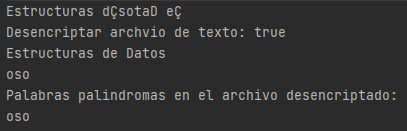 Estructuras dÇsotaD eÇ
Desencriptar archvio de texto: true
Estructuras de Datos
oso
Palabras palindromas en el archivo desencriptado:
oso